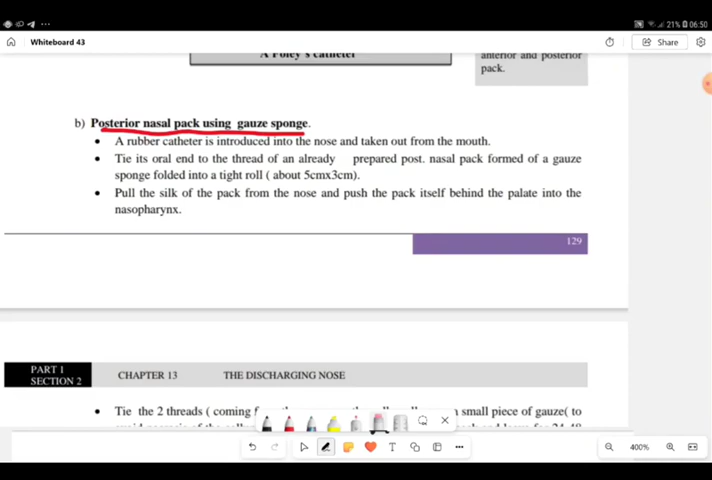 21% 06:50
Whiteboard 43
Share
A Foley's catheter
anterior and posterior
pack.
b) Posterior nasal pack using gauze sponge.
• A rubber catheter is introduced into the nose and taken out from the mouth.
• Tie its oral end to the thread of an already prepared post. nasal pack formed of a gauze
sponge folded into a tight roll ( about 5cmx3cm).
• Pull the silk of the pack from the nose and push the pack itself behind the palate into the
nasopharynx.
129
PART 1
SECTION 2
CHAPTER 13 THE DISCHARGING NOSE
• Tie the 2 threads ( coming small piece of gauze( to
T
400%